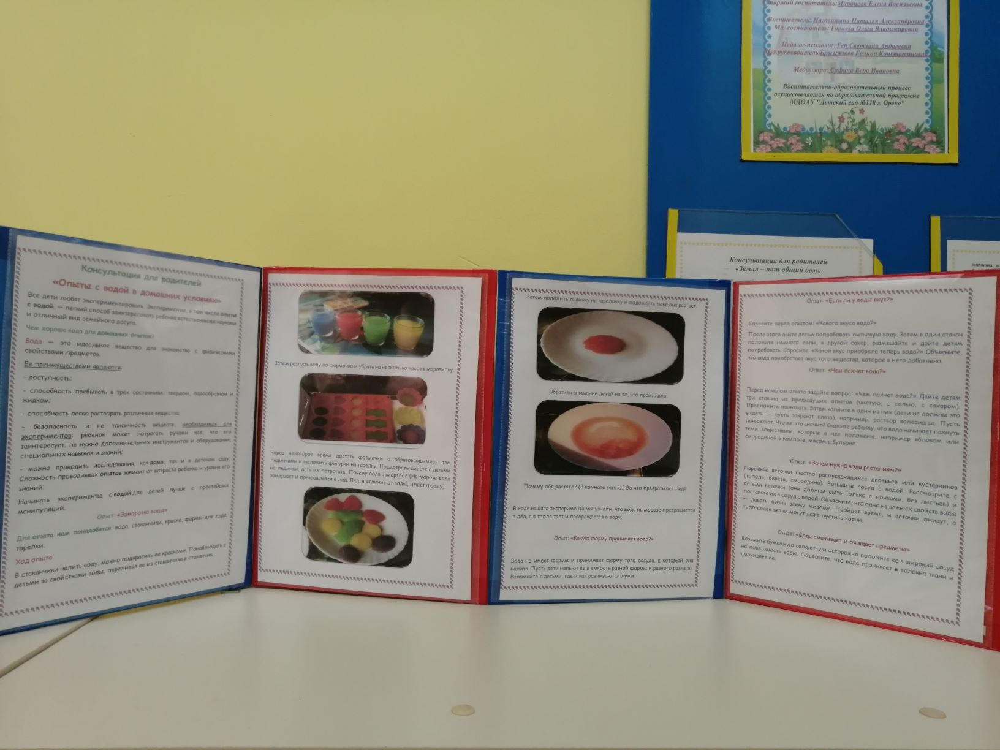 Старший воспитатель: Миронова Елена Васильевна
Воспитатель: Наговицына Наталья Александровна
Мл. воспитатель: Горяева Ольга Владимировна
Педагог-психолог: Ген Светлана Андреевна
Муз.руководитель: Брызгалова Галина Констатиновна
Медсестра: Сафина Вера Ивановна
Воспитательно-образовательный процесс
осуществляется по образовательной программе
МДОАУ "Детский сад №118 г. Орска"
Консультация для родителей
«Земля – наш общий дом»
земляника, мо
Консультация для родителей
«Опыты с водой в домашних условиях»
Все дети любят экспериментировать. Эксперименты, в том числе опыты
с водой, — легкий способ заинтересовать ребенка естественными науками
и отличный вид семейного досуга.
Чем хороша вода для домашних опытов?
Вода — это идеальное вещество для знакомства с физическими
свойствами предметов.
Ее преимуществами являются:
- доступность;
- способность пребывать в трех состояниях: твердом, парообразном и
жидком;
- способность легко растворять различные вещества;
- безопасность и не токсичность веществ, необходимых для
экспериментов: ребенок может потрогать руками все, что его
заинтересует; не нужно дополнительных инструментов и оборудования,
специальных навыков и знаний;
- можно проводить исследования, как дома, так и в детском саду.
Сложность проводимых опытов зависит от возраста ребенка и уровня его
знаний.
Начинать эксперименты с водой для детей лучше с простейших
манипуляций.
Опыт: «Заморозка воды»
Для опыта нам понадобятся: вода, стаканчики, краска, формы для льда,
тарелки.
Ход опыта:
В стаканчики налить воду, можно подкрасить ее красками. Понаблюдать с
детьми за свойствами воды, переливая ее из стаканчика в стаканчик.
Затем разлить воду по формочка и убрать на несколько часов в морозилку.
Через некоторое время достать формочки с образовавшимися там
льдинками и выложить фигурки на тарелку. Посмотреть вместе с детьми
на льдинки, дать их потрогать. Почему вода замерзла? (На морозе вода
замерзает и превращается в лед. Лед, в отличие от воды, имеет форму).
Затем положить льдинку на тарелочку и подождать пока она растает.
Обратить внимание детей на то, что произошло.
Почему лёд растаял? (В комнате тепло.) Во что превратился лёд?
В ходе нашего эксперимента мы узнали, что вода на морозе превращается
в лёд, а в тепле тает и превращается в воду.
Опыт: «Какую форму принимает вода?»
Вода не имеет формы и принимает форму того сосуда, в который она
налита. Пусть дети нальют ее в емкость разной формы и разного размера.
Вспомните с детьми, где и как разливаются лужи
Опыт: «Есть ли у воды вкус?»
Спросите перед опытом: «Какого вкуса вода?»
После этого дайте детям попробовать питьевую воду. Затем в один стакан
положите немного соли, в другой сахар, размешайте и дайте детям
попробовать. Спросите: «Какой вкус приобрела теперь вода?» Объясните,
что вода приобретает вкус того вещества, которое в него добавлено.
Опыт: «Чем пахнет вода?»
Перед началом опыта задайте вопрос: «Чем пахнет вода?» Дайте детям
три стакана из предыдущих опытов (чистую, с солью, с сахаром).
Предложите понюхать. Затем капните в один из них (дети не должны это
видеть — пусть закроют глаза), например, раствор валерианы. Пусть
понюхают. Что же это значит? Скажите ребенку, что вода начинает пахнуть
теми веществами, которые в нее положены, например яблоком или
смородиной в компоте, мясом в бульоне.
Опыт: «Зачем нужна вода растениям?»
Нарежьте веточки быстро распускающихся деревьев или кустарников
(тополь, береза, смородина). Возьмите сосуд с водой. Рассмотрите с
детьми веточки (они должны быть только с почками, без листьев) и
поставьте их в сосуд с водой. Объясните, что одно из важных свойств воды
— давать жизнь всему живому. Пройдет время, и веточки оживут, а
тополиные ветки могут даже пустить корни.
Опыт: «Вода смачивает и очищает предметы»
Возьмите бумажную салфетку и осторожно положите ее в широкий сосуд
на поверхность воды. Объясните, что вода проникает в волокна ткани и
смачивает ее.